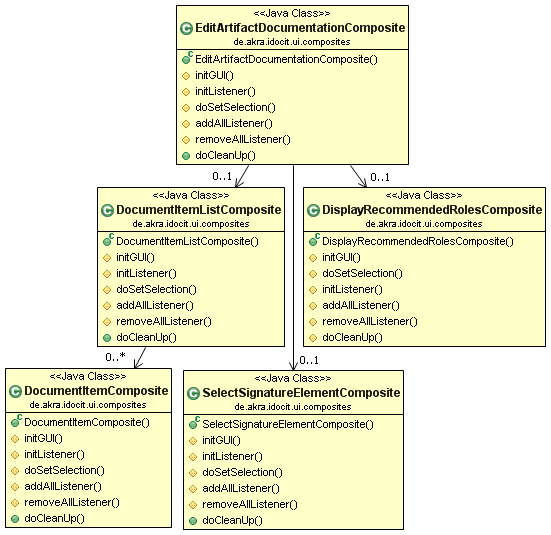 <<Java Class>>
EditArtifactDocumentationComposite
de.akra.idocit.ui.composites
EditArtifactDocumentationComposite()
initGUI()
initListener()
doSetSelection()
addAllListener()
removeAllListener()
doCleanUp()
0..1
0..1
<<Java Class>>
DocumentItemListComposite
de.akra.idocit.ui.composites
DocumentItemListComposite()
initGUI()
initListener()
doSetSelection()
addAllListener()
removeAllListener()
doCleanUp()
<<Java Class>>
DisplayRecommendedRolesComposite
de.akra.idocit.ui.composites
DisplayRecommendedRolesComposite()
initGUI()
doSetSelection()
initListener()
addAllListener()
removeAllListener()
doCleanUp()
0..*
0..1
<<Java Class>>
DocumentItemComposite
de.akra.idocit.ui.composites
DocumentItemComposite()
initGUI()
initListener()
doSetSelection()
addAllListener()
removeAllListener()
doCleanUp()
<<Java Class>>
SelectSignatureElementComposite
de.akra.idocit.ui.composites
SelectSignatureElementComposite()
initGUI()
initListener()
doSetSelection()
addAllListener()
removeAllListener()
doCleanUp()